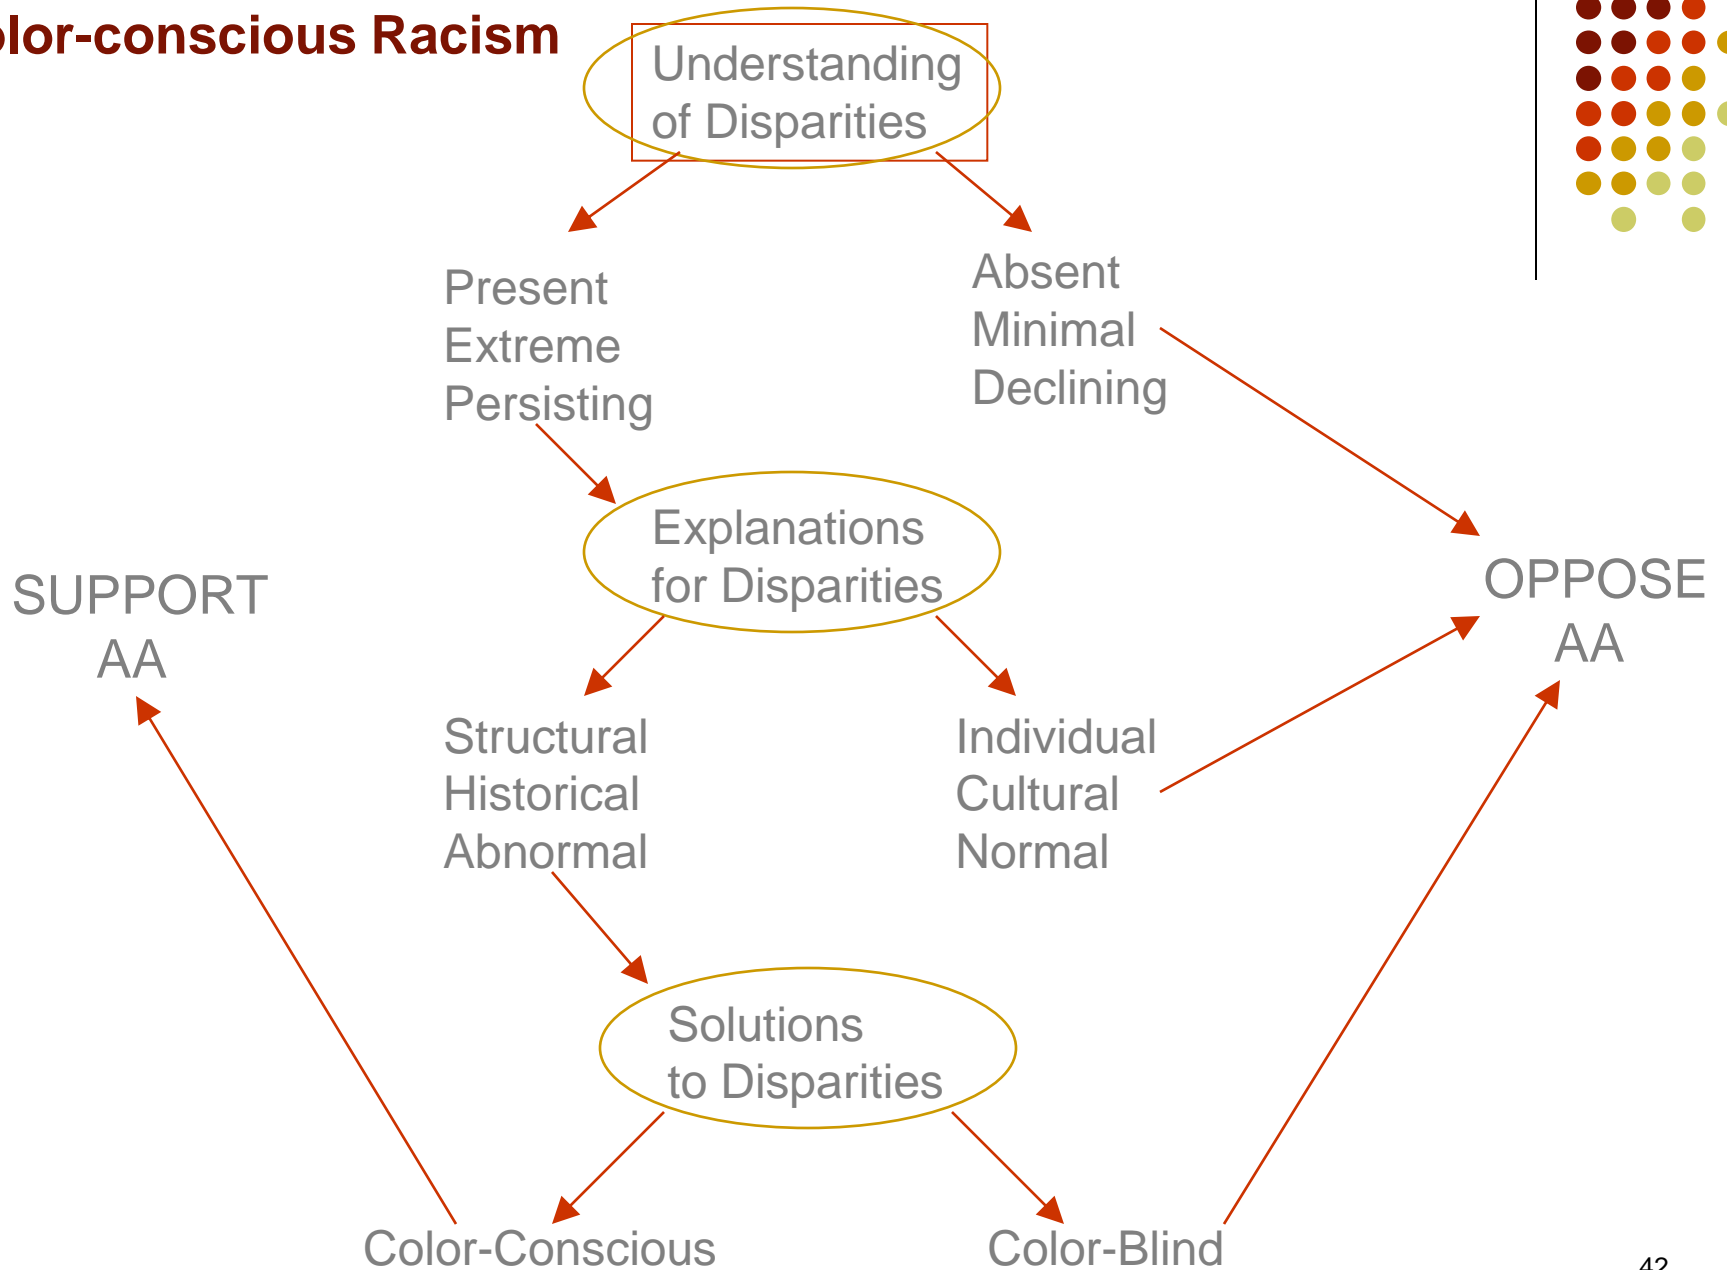 olor-conscious Racism
Understanding
of Disparities
Present
Extreme
Persisting
Absent
Minimal
Declining
Explanations
for Disparities
SUPPORT
AA
OPPOSE
AA
Structural
Historical
Abnormal
Individual
Cultural
Normal
Solutions
to Disparities
Color-Conscious
Color-Blind
42